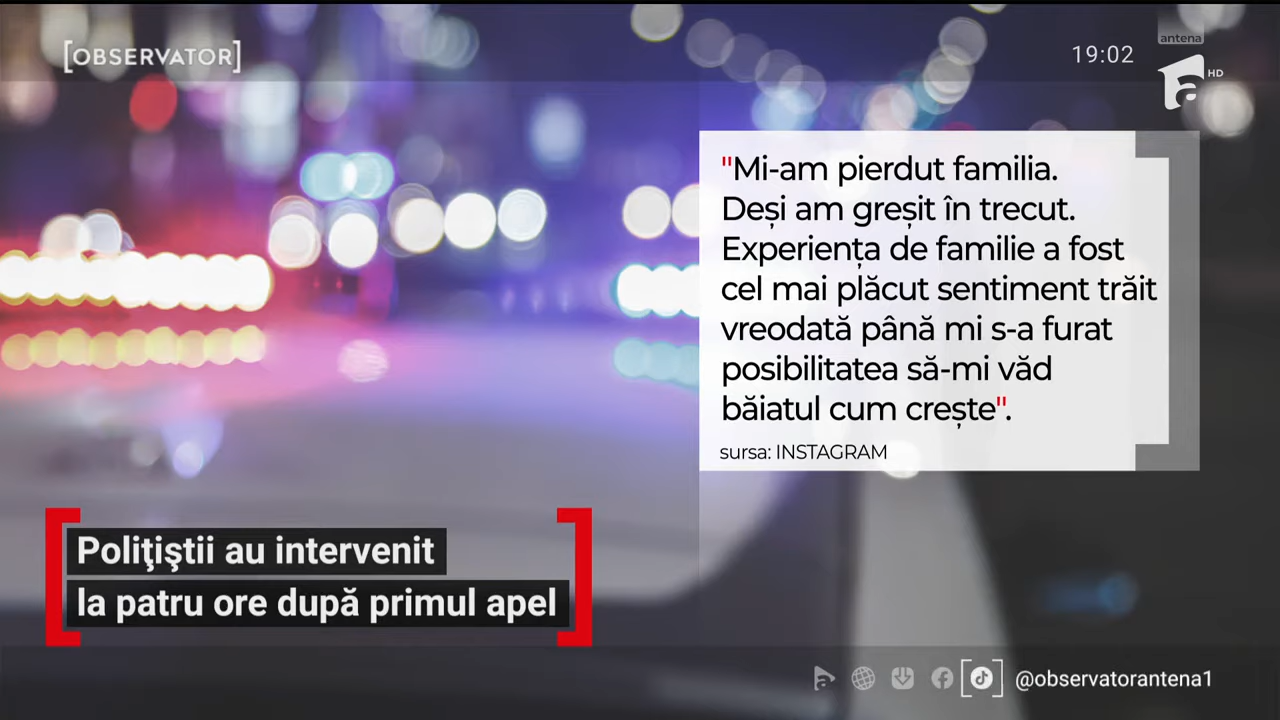 [OBSERVATOR]
19:02
antena
HD
"Mi-am pierdut familia.
Deși am greșit în trecut.
Experiența de familie a fost
cel mai plăcut sentiment trăit
vreodată până mi s-a furat
posibilitatea să-mi văd
băiatul cum crește".
sursa: INSTAGRAM
Poliţiştii au intervenit
la patru ore după primul apel
@observatorantena1